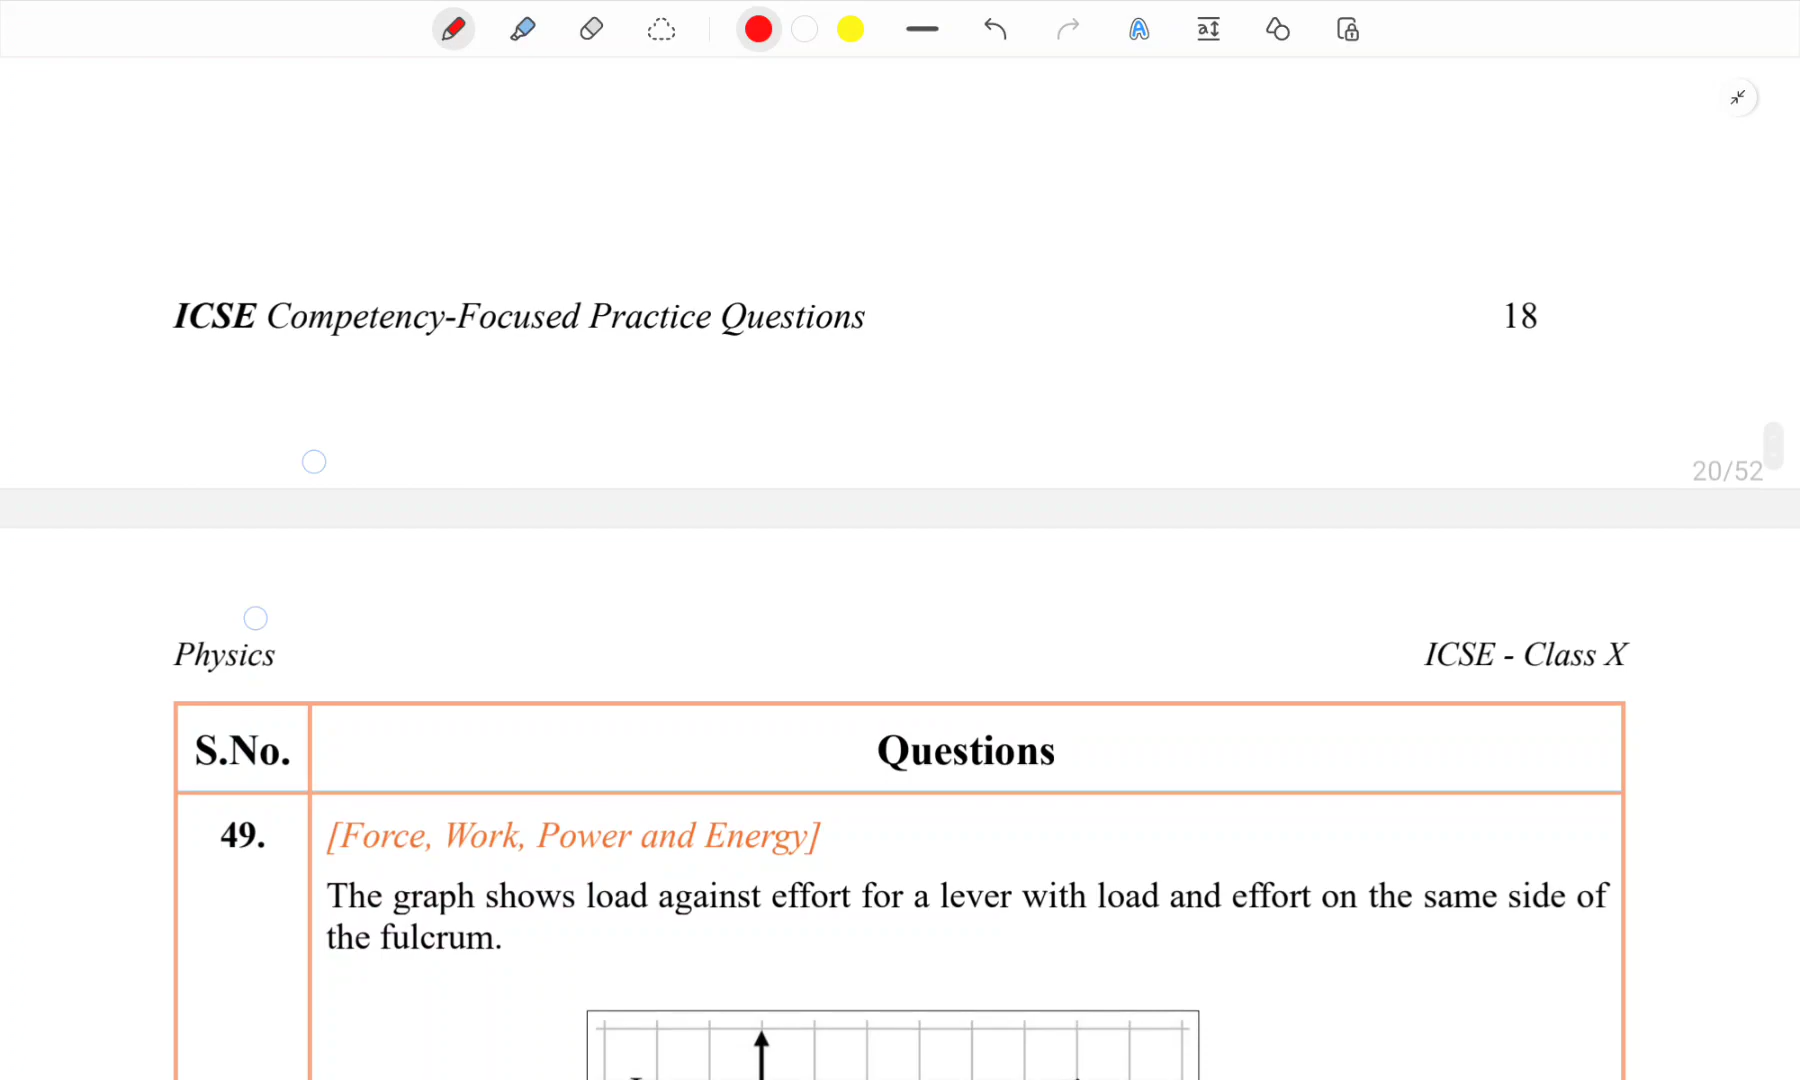 ICSE Competency-Focused Practice Questions 18
20/52
Physics ICSE - Class X
S.No. Questions
49. [Force, Work, Power and Energy]
The graph shows load against effort for a lever with load and effort on the same side of
the fulcrum.